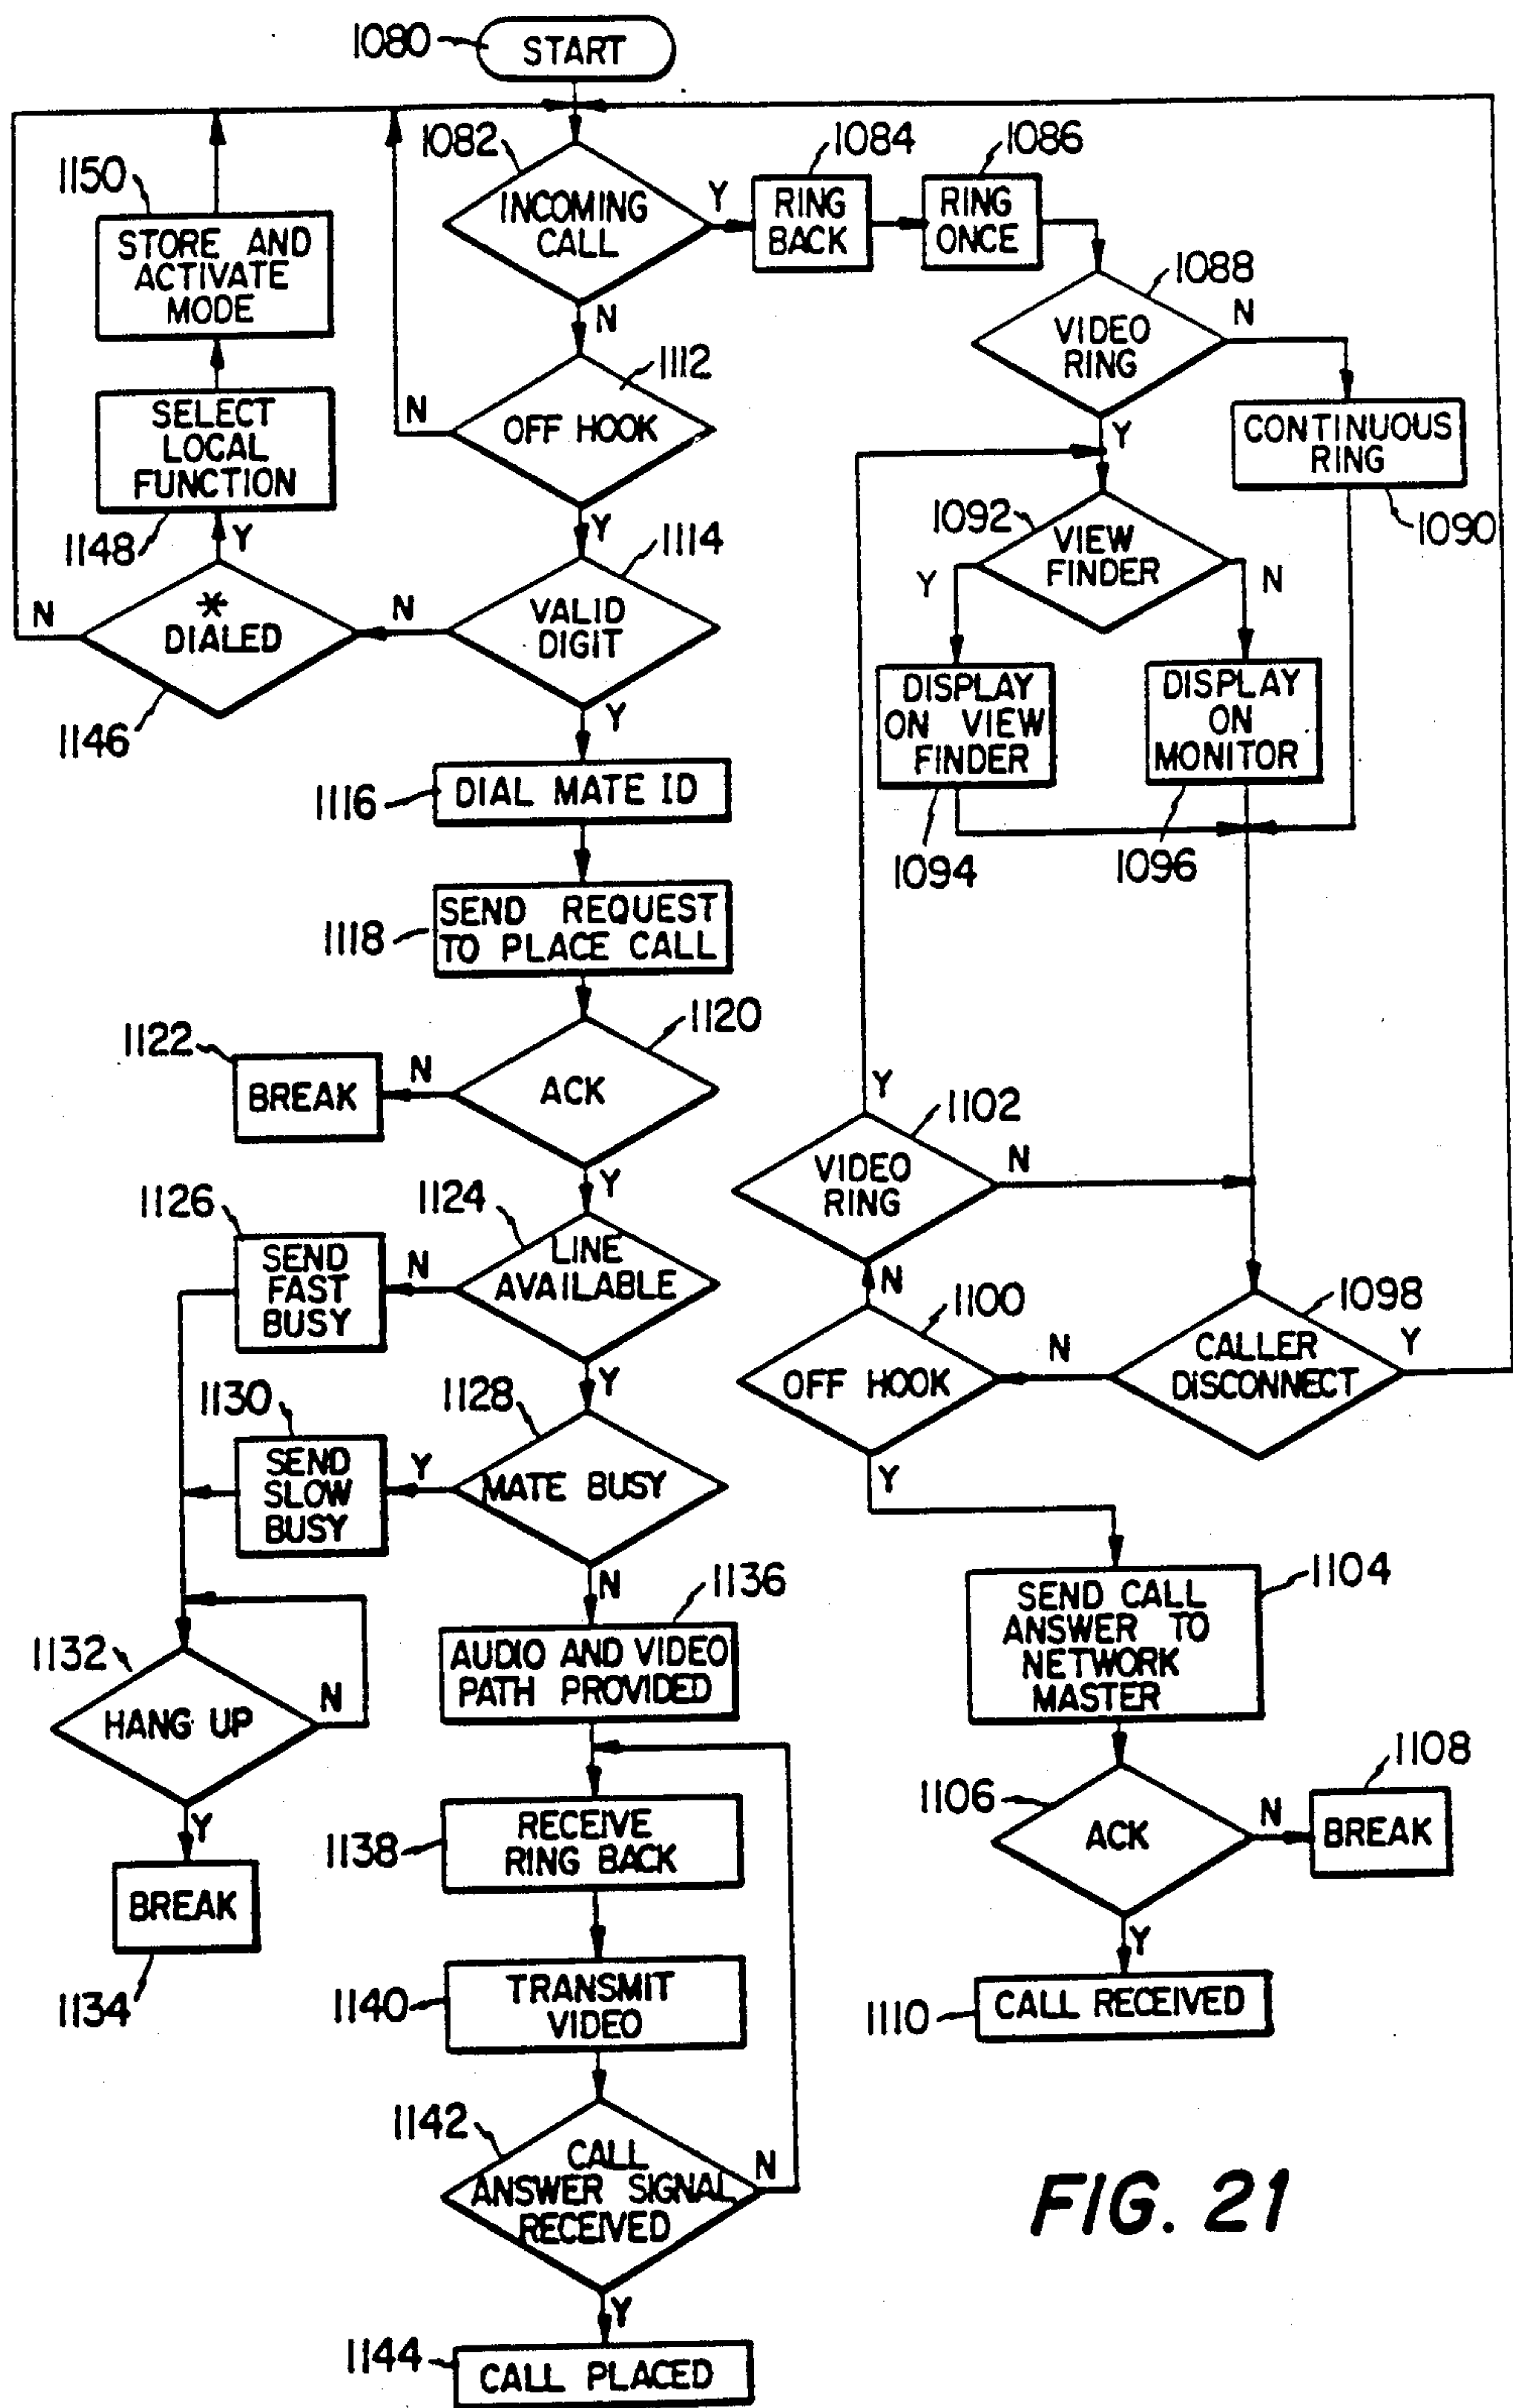 1080
START
1082
INCOMING
CALL
Y
N
1084
RING
BACK
1086
RING
ONCE
1088
VIDEO
RING
N
Y
CONTINUOUS
RING
1090
1150
STORE AND
ACTIVATE
MODE
SELECT
LOCAL
FUNCTION
1148
Y
*
DIALED
N
1146
1112
OFF HOOK
N
Y
1114
VALID
DIGIT
N
Y
1092
VIEW
FINDER
Y
N
DISPLAY
ON VIEW
FINDER
1094
DISPLAY
ON
MONITOR
1096
1116
DIAL MATE ID
1118
SEND REQUEST
TO PLACE CALL
1120
ACK
N
Y
1122
BREAK
1124
LINE
AVAILABLE
N
Y
1126
SEND
FAST
BUSY
1128
MATE BUSY
Y
N
1130
SEND
SLOW
BUSY
1132
HANG UP
N
Y
BREAK
1134
1136
AUDIO AND VIDEO
PATH PROVIDED
1138
RECEIVE
RING BACK
1140
TRANSMIT
VIDEO
1142
CALL
ANSWER SIGNAL
RECEIVED
N
Y
1144
CALL PLACED
Y
1102
VIDEO
RING
N
N
1100
OFF HOOK
Y
N
1098
CALLER
DISCONNECT
Y
1104
SEND CALL
ANSWER TO
NETWORK
MASTER
1106
ACK
N
Y
1108
BREAK
1110
CALL RECEIVED
FIG. 21